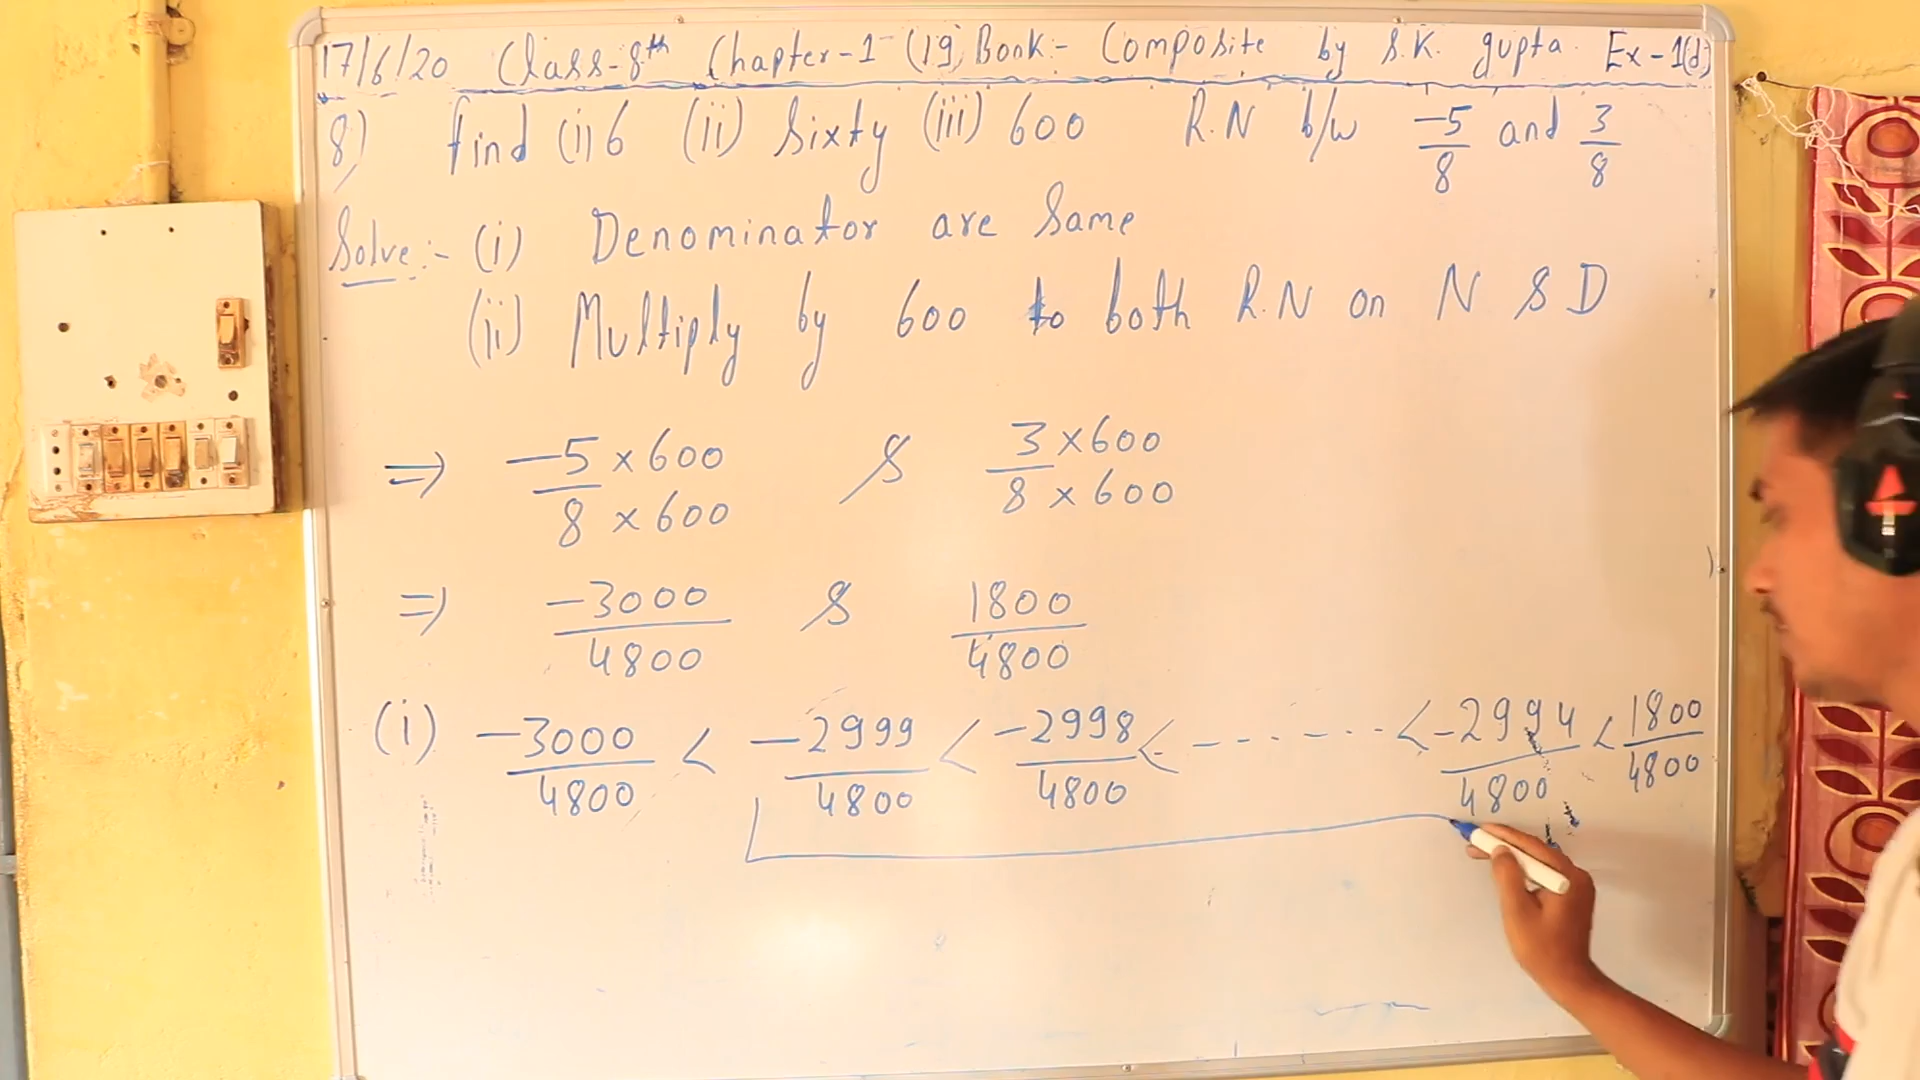 17/6/20 Class-8th Chapter-1 (19) Book:- Composite by S.K. gupta. Ex-1(d)
8) find (i) 6 (ii) Sixty (iii) 600 R.N b/w -5/8 and 3/8
Solve:- (i) Denominator are Same
(ii) Multiply by 600 to both R.N on N & D
=> -5 × 600 / 8 × 600 & 3 × 600 / 8 × 600
=> -3000/4800 & 1800/4800
(i) -3000/4800 < -2999/4800 < -2998/4800 < - - - - - - - < -2994/4800 < 1800/4800